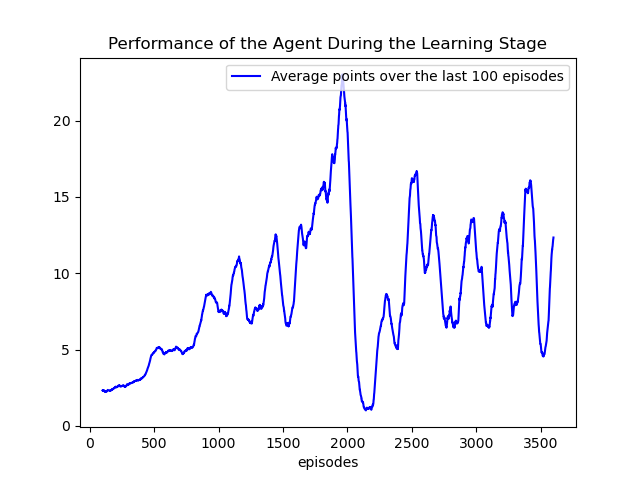 Performance of the Agent During the Learning Stage
Average points over the last 100 episodes
20
15
10
5
0
0 500 1000 1500 2000 2500 3000 3500
episodes